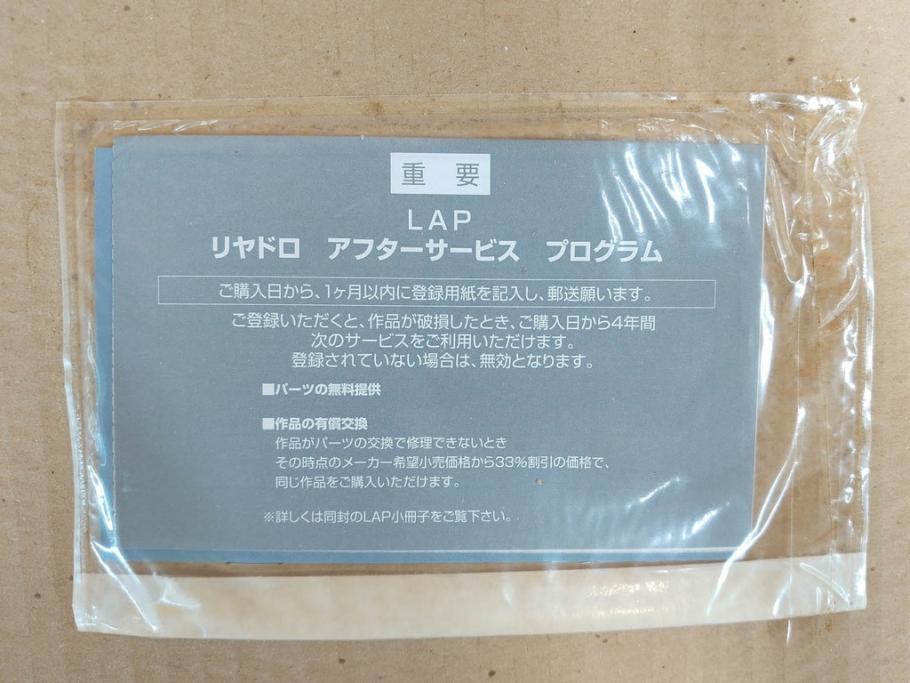 重 要
LAP
リヤドロ アフターサービス プログラム
ご購入日から、1ヶ月以内に登録用紙を記入し、郵送願います。
ご登録いただくと、作品が破損したとき、ご購入日から4年間
次のサービスをご利用いただけます。
登録されていない場合は、無効となります。
■パーツの無料提供
■作品の有償交換
作品がパーツの交換で修理できないとき
その時点のメーカー希望小売価格から33%割引の価格で、
同じ作品をご購入いただけます。
※詳しくは同封のLAP小冊子をご覧下さい。